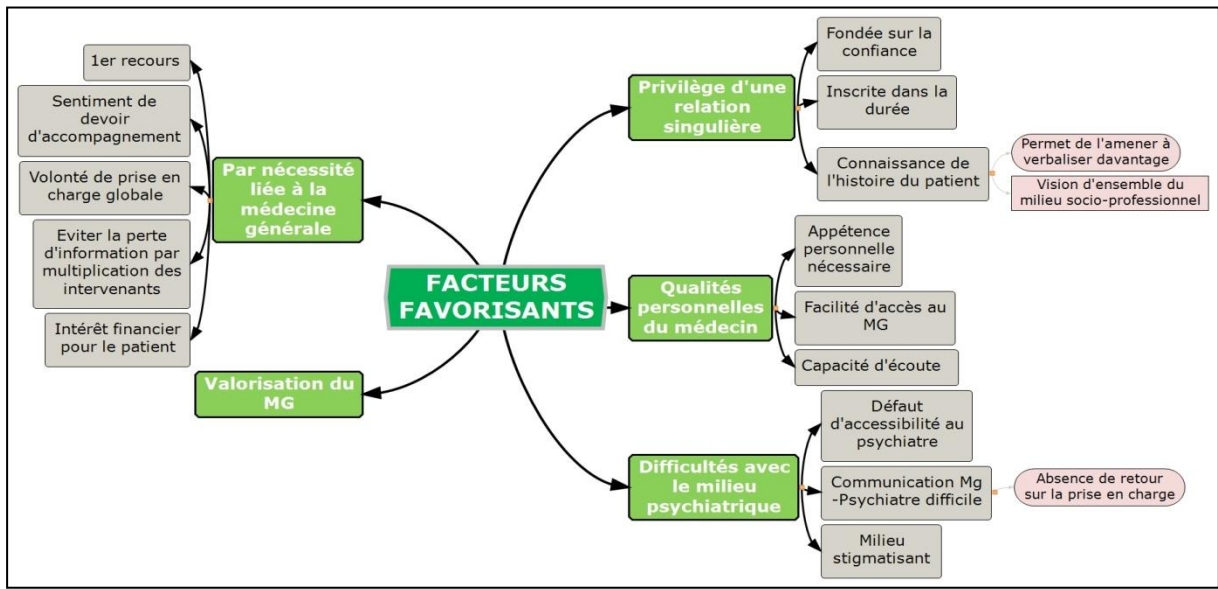 FACTEURS
FAVORISANTS
Privilège d'une
relation
singulière
Fondée sur la
confiance
Inscrite dans la
durée
Connaissance de
l'histoire du patient
Permet de l'amener à
verbaliser davantage
Vision d'ensemble du
milieu socio-professionnel
Qualités
personnelles
du médecin
Appétence
personnelle
nécessaire
Facilité d'accès au
MG
Capacité d'écoute
Difficultés avec
le milieu
psychiatrique
Défaut
d'accessibilité au
psychiatre
Communication Mg
-Psychiatre difficile
Absence de retour
sur la prise en charge
Milieu
stigmatisant
Par nécessité
liée à la
médecine
générale
1er recours
Sentiment de
devoir
d'accompagnement
Volonté de prise en
charge globale
Eviter la perte
d'information par
multiplication des
intervenants
Intérêt financier
pour le patient
Valorisation du
MG